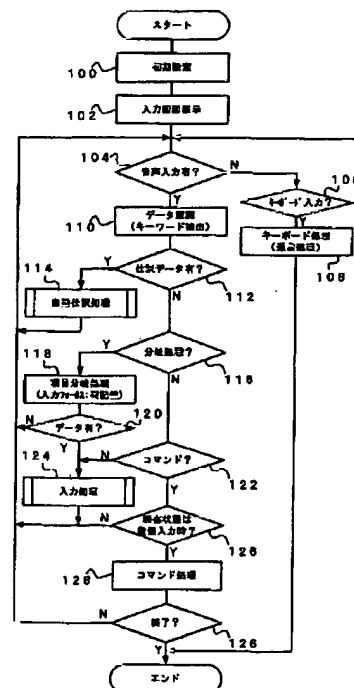 スタート
100
初期設定
102
入力画面表示
104
音声入力有?
N
106
ｷｰﾎﾞｰﾄﾞ入力?
Y
Y
110
データ認識
(キーワード抽出)
キーボード処理
108
114
Y
仕訳データ有?
112
自動仕訳処理
N
118
Y
分岐処理?
116
項目分岐処理
N
N
データ有?
120
Y
N
コマンド?
122
124
Y
入力処理
N
126
Y
128
コマンド処理
N
終了?
126
Y
エンド